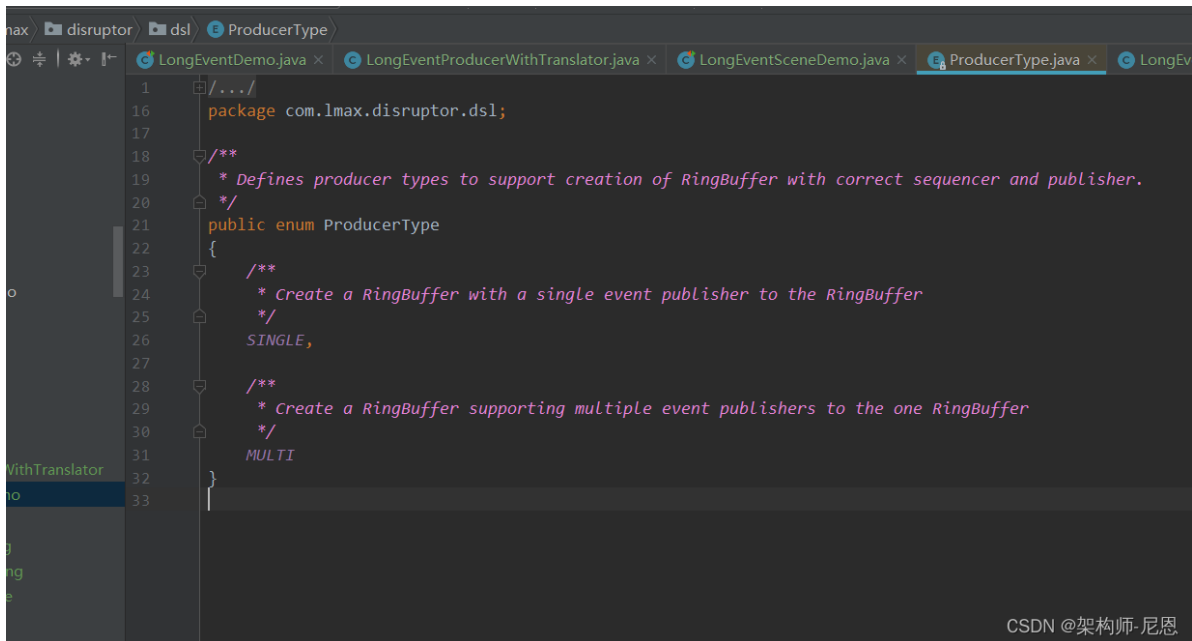 max disruptor dsl ProducerType
LongEventDemo.java × LongEventProducerWithTranslator.java × LongEventSceneDemo.java × ProducerType.java × LongEv
1 /.../
16 package com.lmax.disruptor.dsl;
17
18 /**
19 * Defines producer types to support creation of RingBuffer with correct sequencer and publisher.
20 */
21 public enum ProducerType
22 {
23 /**
24 * Create a RingBuffer with a single event publisher to the RingBuffer
25 */
26 SINGLE,
27
28 /**
29 * Create a RingBuffer supporting multiple event publishers to the one RingBuffer
30 */
31 MULTI
32 }
33
o
WithTranslator
no
g
ng
e
CSDN @架构师-尼恩